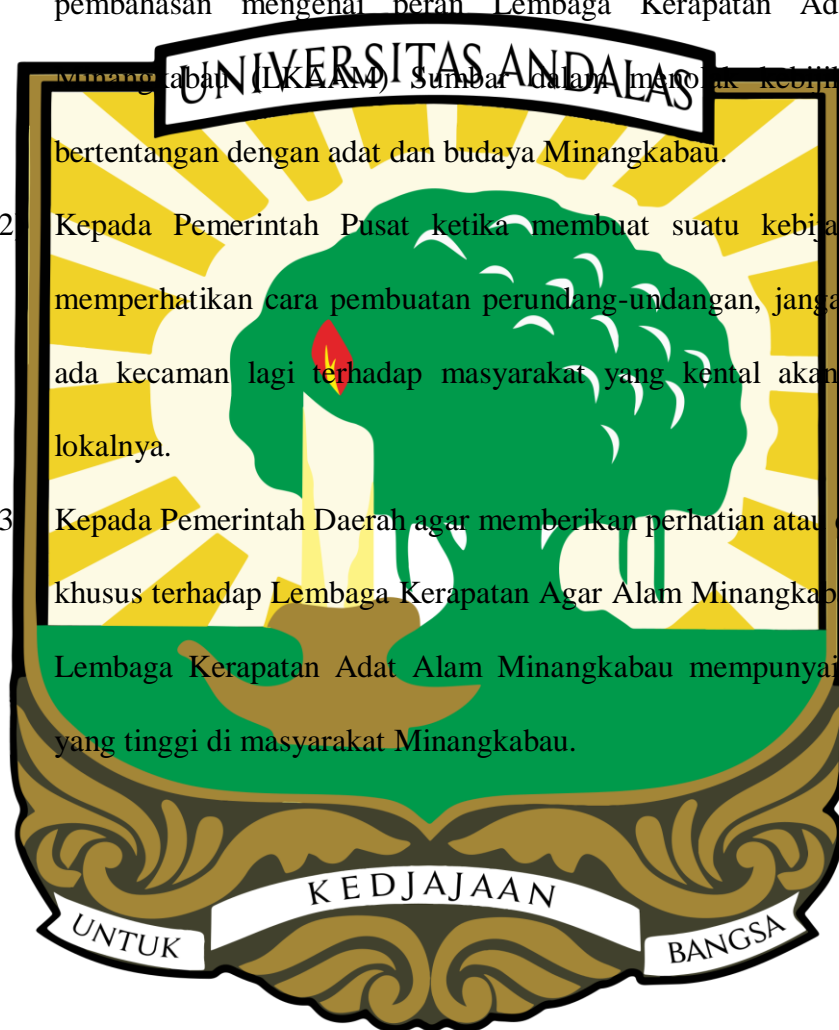 pembahasan mengenai peran Lembaga Kerapatan Ad
UNIVERSITAS ANDALAS
Minangkabau (LKAAM) Sumbar dalam menolak kebijik
bertentangan dengan adat dan budaya Minangkabau.
2) Kepada Pemerintah Pusat ketika membuat suatu kebija
memperhatikan cara pembuatan perundang-undangan, janga
ada kecaman lagi terhadap masyarakat yang kental akan
lokalnya.
3 Kepada Pemerintah Daerah agar memberikan perhatian atau
khusus terhadap Lembaga Kerapatan Agar Alam Minangkab
Lembaga Kerapatan Adat Alam Minangkabau mempunyai
yang tinggi di masyarakat Minangkabau.
KEDJAJAAN
UNTUK
BANGSA